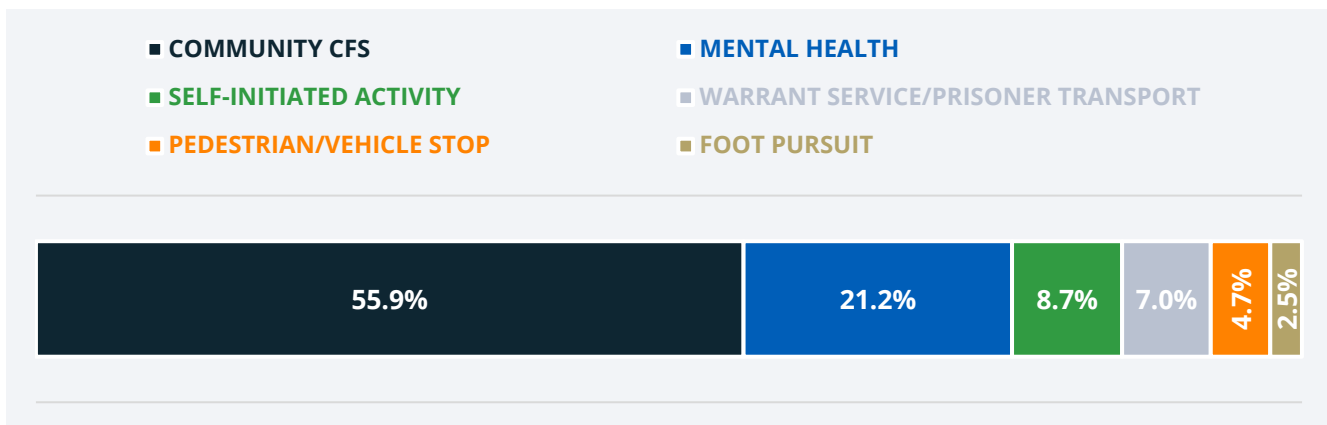 COMMUNITY CFS
MENTAL HEALTH
SELF-INITIATED ACTIVITY
WARRANT SERVICE/PRISONER TRANSPORT
PEDESTRIAN/VEHICLE STOP
FOOT PURSUIT
55.9%
21.2%
8.7%
7.0%
4.7%
2.5%